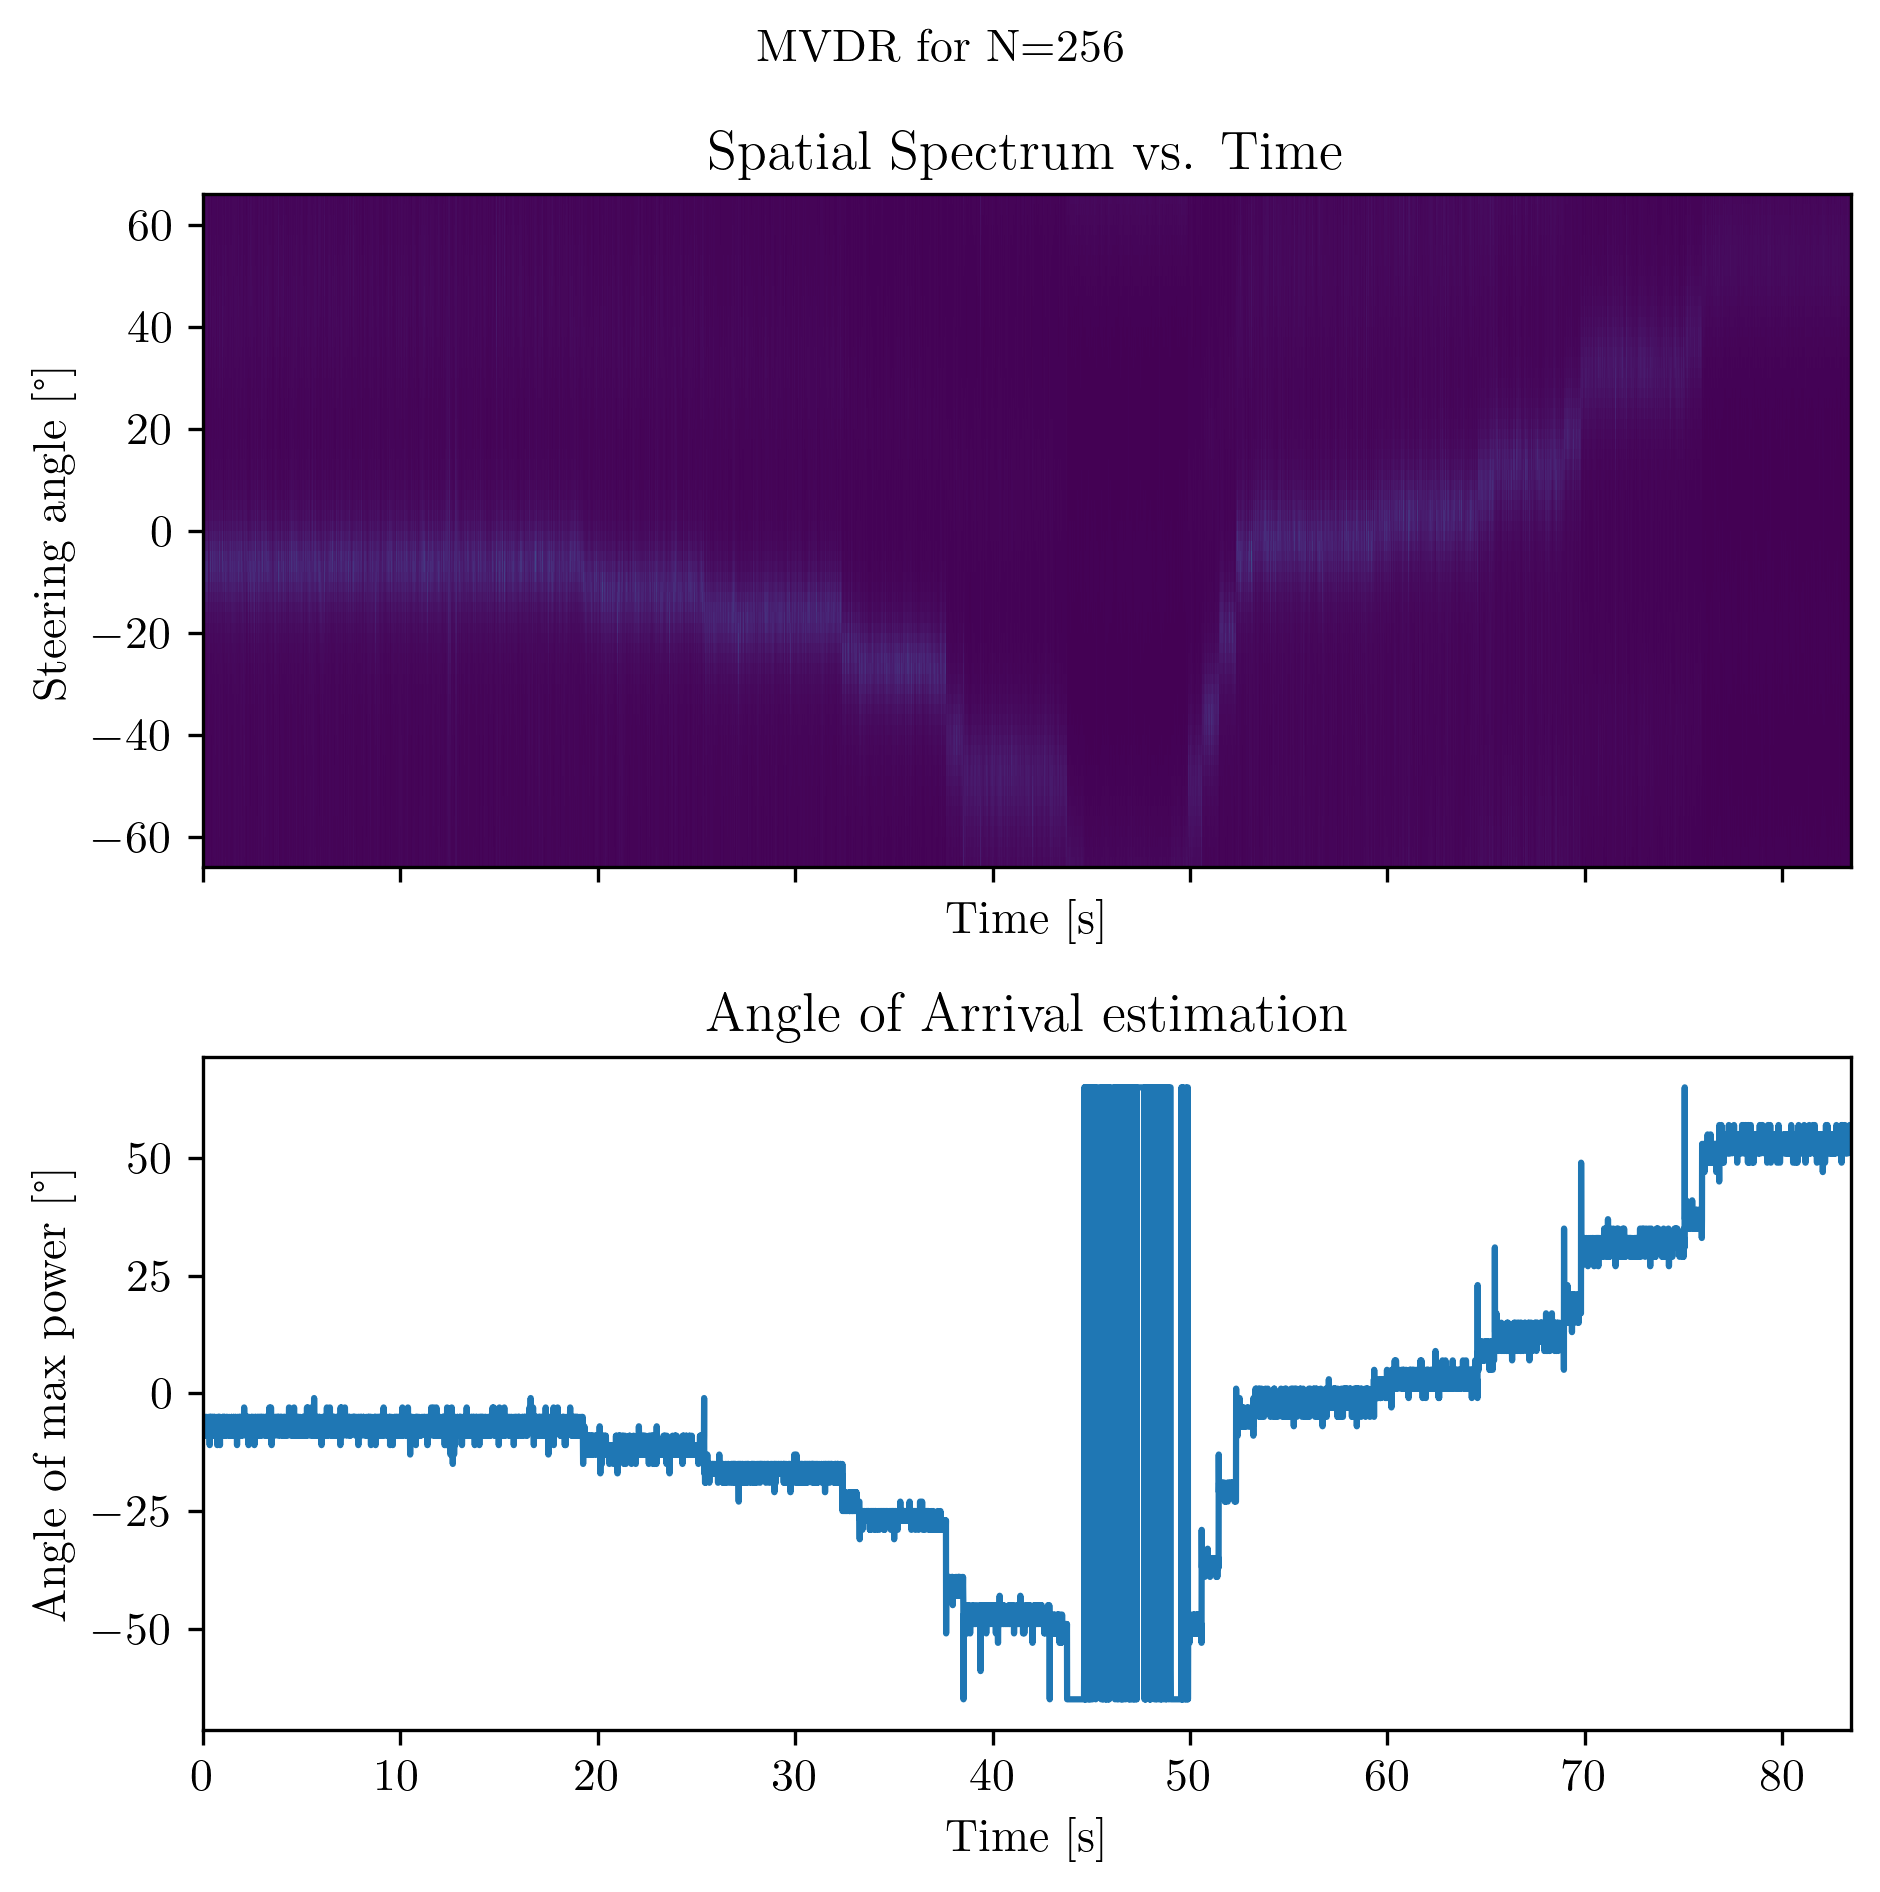 MVDR for N=256
Spatial Spectrum vs. Time
60
40
20
0
−20
−40
−60
Steering angle [°]
Time [s]
Angle of Arrival estimation
50
25
0
−25
−50
Angle of max power [°]
0 10 20 30 40 50 60 70 80
Time [s]